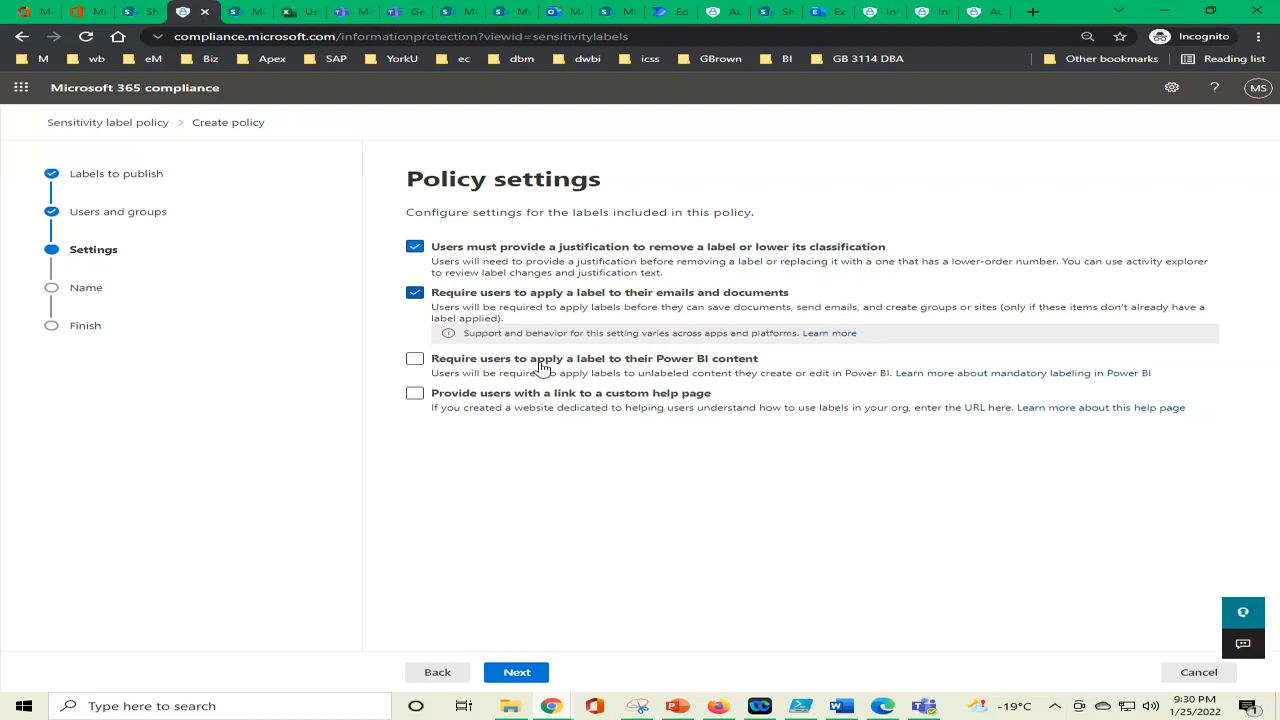 Sh
M
Us
M
Ge
M
M
M
M
Ed
Au
Sh
Ex
Inf
Inf
Au
compliance.microsoft.com/informationprotection?viewid=sensitivitylabels
Incognito
M wb eM Biz Apex SAP YorkU ec dbm dwbi icss GBrown BI GB 3114 DBA Other bookmarks Reading list
Microsoft 365 compliance
? MS
Sensitivity label policy > Create policy
Labels to publish
Users and groups
Settings
Name
Finish
Policy settings
Configure settings for the labels included in this policy.
Users must provide a justification to remove a label or lower its classification
Users will need to provide a justification before removing a label or replacing it with a one that has a lower-order number. You can use activity explorer
to review label changes and justification text.
Require users to apply a label to their emails and documents
Users will be required to apply labels before they can save documents, send emails, and create groups or sites (only if these items don't already have a
label applied).
Support and behavior for this setting varies across apps and platforms. Learn more
Require users to apply a label to their Power BI content
Users will be required to apply labels to unlabeled content they create or edit in Power BI. Learn more about mandatory labeling in Power BI
Provide users with a link to a custom help page
If you created a website dedicated to helping users understand how to use labels in your org, enter the URL here. Learn more about this help page
Back Next Cancel
Type here to search
-19°C
9:30 PM
1/25/2022